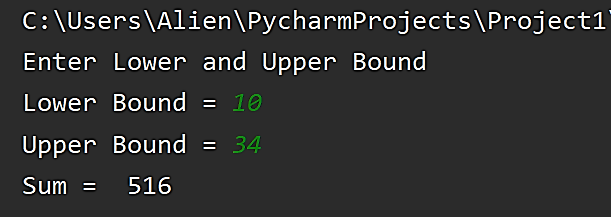 C:\Users\Alien\PycharmProjects\Project1\
Enter Lower and Upper Bound
Lower Bound = 10
Upper Bound = 34
Sum =  516